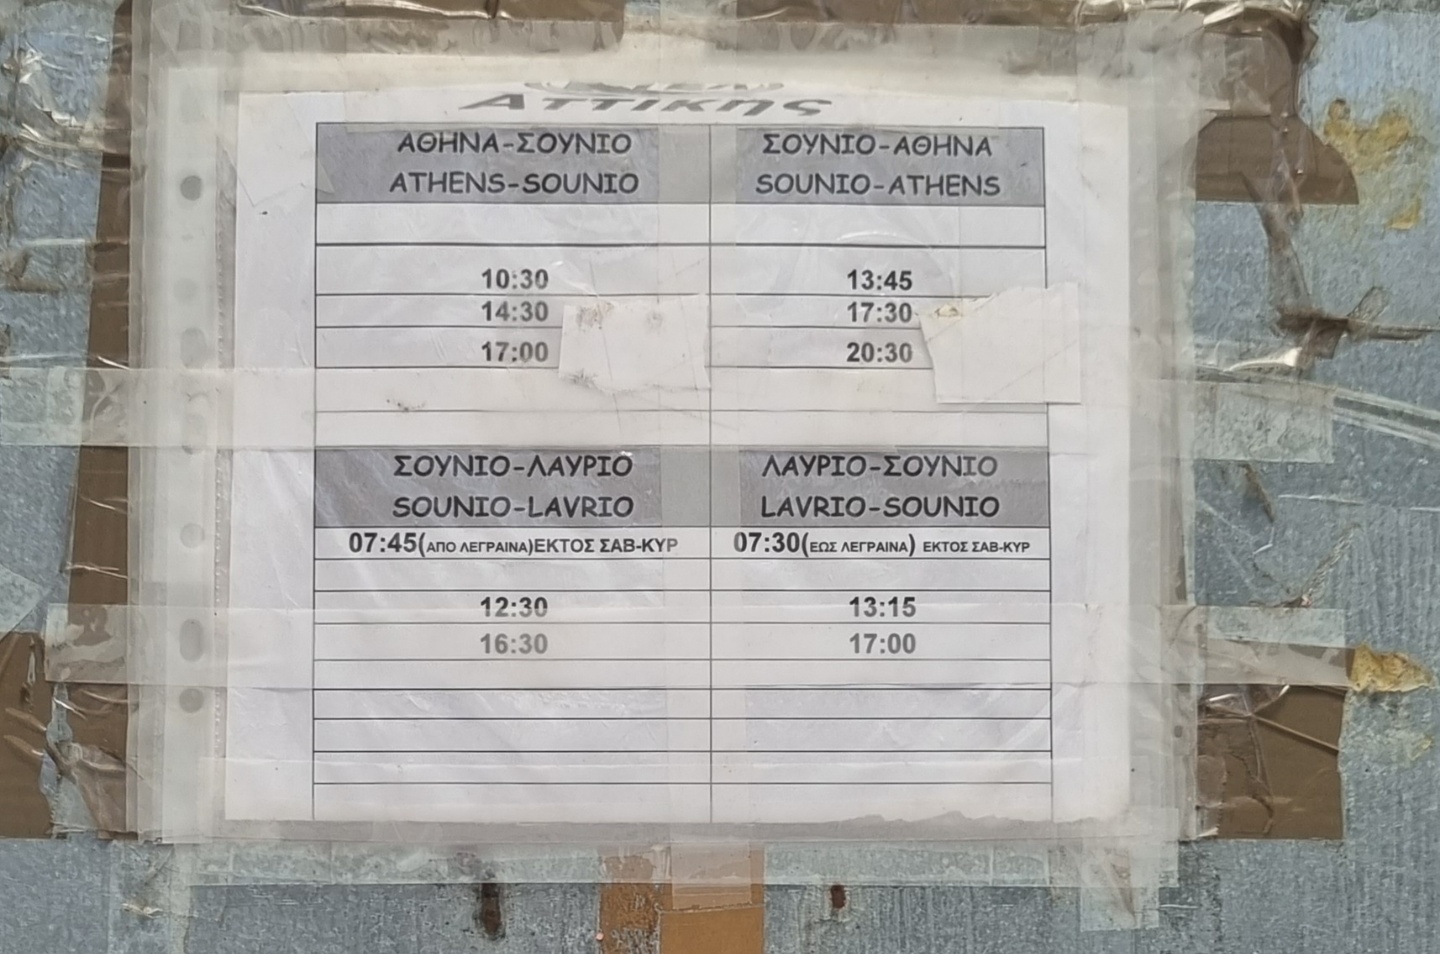 Αττικης
ΑΘΗΝΑ-ΣΟΥΝΙΟ
ATHENS-SOUNIO
ΣΟΥΝΙΟ-ΑΘΗΝΑ
SOUNIO-ATHENS
10:30 13:45
14:30 17:30
17:00 20:30
ΣΟΥΝΙΟ-ΛΑΥΡΙΟ
SOUNIO-LAVRIO
ΛΑΥΡΙΟ-ΣΟΥΝΙΟ
LAVRIO-SOUNIO
07:45(ΑΠΟ ΛΕΓΡΑΙΝΑ)ΕΚΤΟΣ ΣΑΒ-ΚΥΡ 07:30(ΕΩΣ ΛΕΓΡΑΙΝΑ) ΕΚΤΟΣ ΣΑΒ-ΚΥΡ
12:30 13:15
16:30 17:00